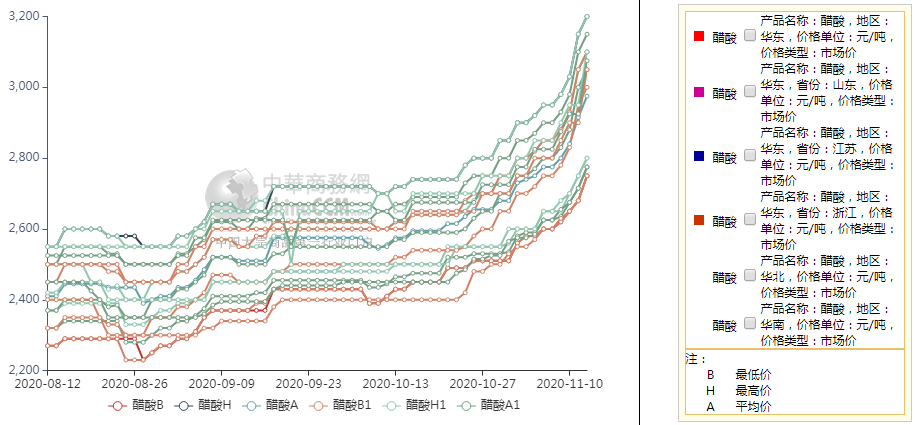 3,200
3,000
2,800
2,600
2,400
2,200
2020-08-12
2020-08-26
2020-09-09
2020-09-23
2020-10-13
2020-10-27
2020-11-10
醋酸B
醋酸H
醋酸A
醋酸B1
醋酸H1
醋酸A1
中華商務網
醋酸
产品名称：醋酸，地区：
华东，价格单位：元/吨，
价格类型：市场价
醋酸
产品名称：醋酸，地区：
华东，省份：山东，价格
单位：元/吨，价格类型：
市场价
醋酸
产品名称：醋酸，地区：
华东，省份：江苏，价格
单位：元/吨，价格类型：
市场价
醋酸
产品名称：醋酸，地区：
华东，省份：浙江，价格
单位：元/吨，价格类型：
市场价
醋酸
产品名称：醋酸，地区：
华北，价格单位：元/吨，
价格类型：市场价
醋酸
产品名称：醋酸，地区：
华南，价格单位：元/吨，
价格类型：市场价
注：
B 最低价
H 最高价
A 平均价